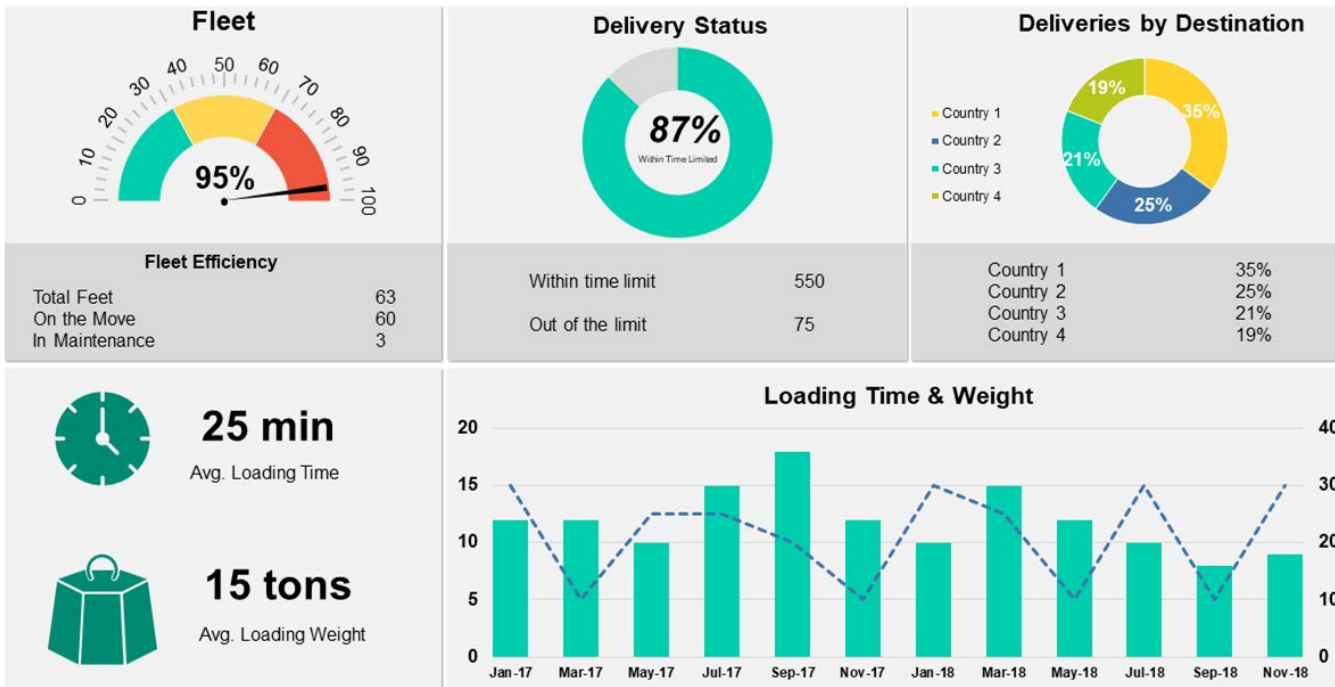 Fleet
0
10
20
30
40
50
60
70
80
90
100
95%
Fleet Efficiency
Total Feet 63
On the Move 60
In Maintenance 3
Delivery Status
87%
Within Time Limited
Within time limit 550
Out of the limit 75
Deliveries by Destination
Country 1
Country 2
Country 3
Country 4
19%
35%
21%
25%
Country 1 35%
Country 2 25%
Country 3 21%
Country 4 19%
25 min
Avg. Loading Time
15 tons
Avg. Loading Weight
Loading Time & Weight
20 40
15 30
10 20
5 10
0 0
Jan-17 Mar-17 May-17 Jul-17 Sep-17 Nov-17 Jan-18 Mar-18 May-18 Jul-18 Sep-18 Nov-18